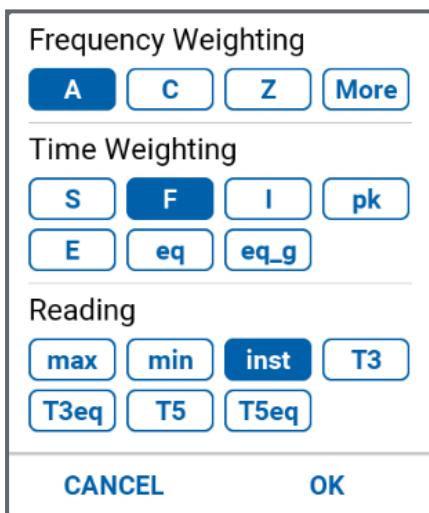 Frequency Weighting
A C Z More
Time Weighting
S F I pk
E eq eq_g
Reading
max min inst T3
T3eq T5 T5eq
CANCEL OK